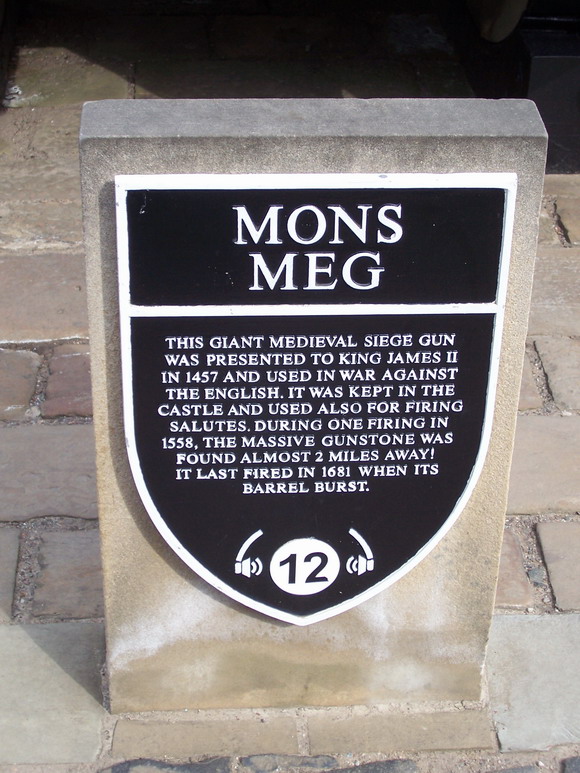 MONS
MEG
THIS GIANT MEDIEVAL SIEGE GUN
WAS PRESENTED TO KING JAMES II
IN 1457 AND USED IN WAR AGAINST
THE ENGLISH. IT WAS KEPT IN THE
CASTLE AND USED ALSO FOR FIRING
SALUTES. DURING ONE FIRING IN
1558, THE MASSIVE GUNSTONE WAS
FOUND ALMOST 2 MILES AWAY!
IT LAST FIRED IN 1681 WHEN ITS
BARREL BURST.
12